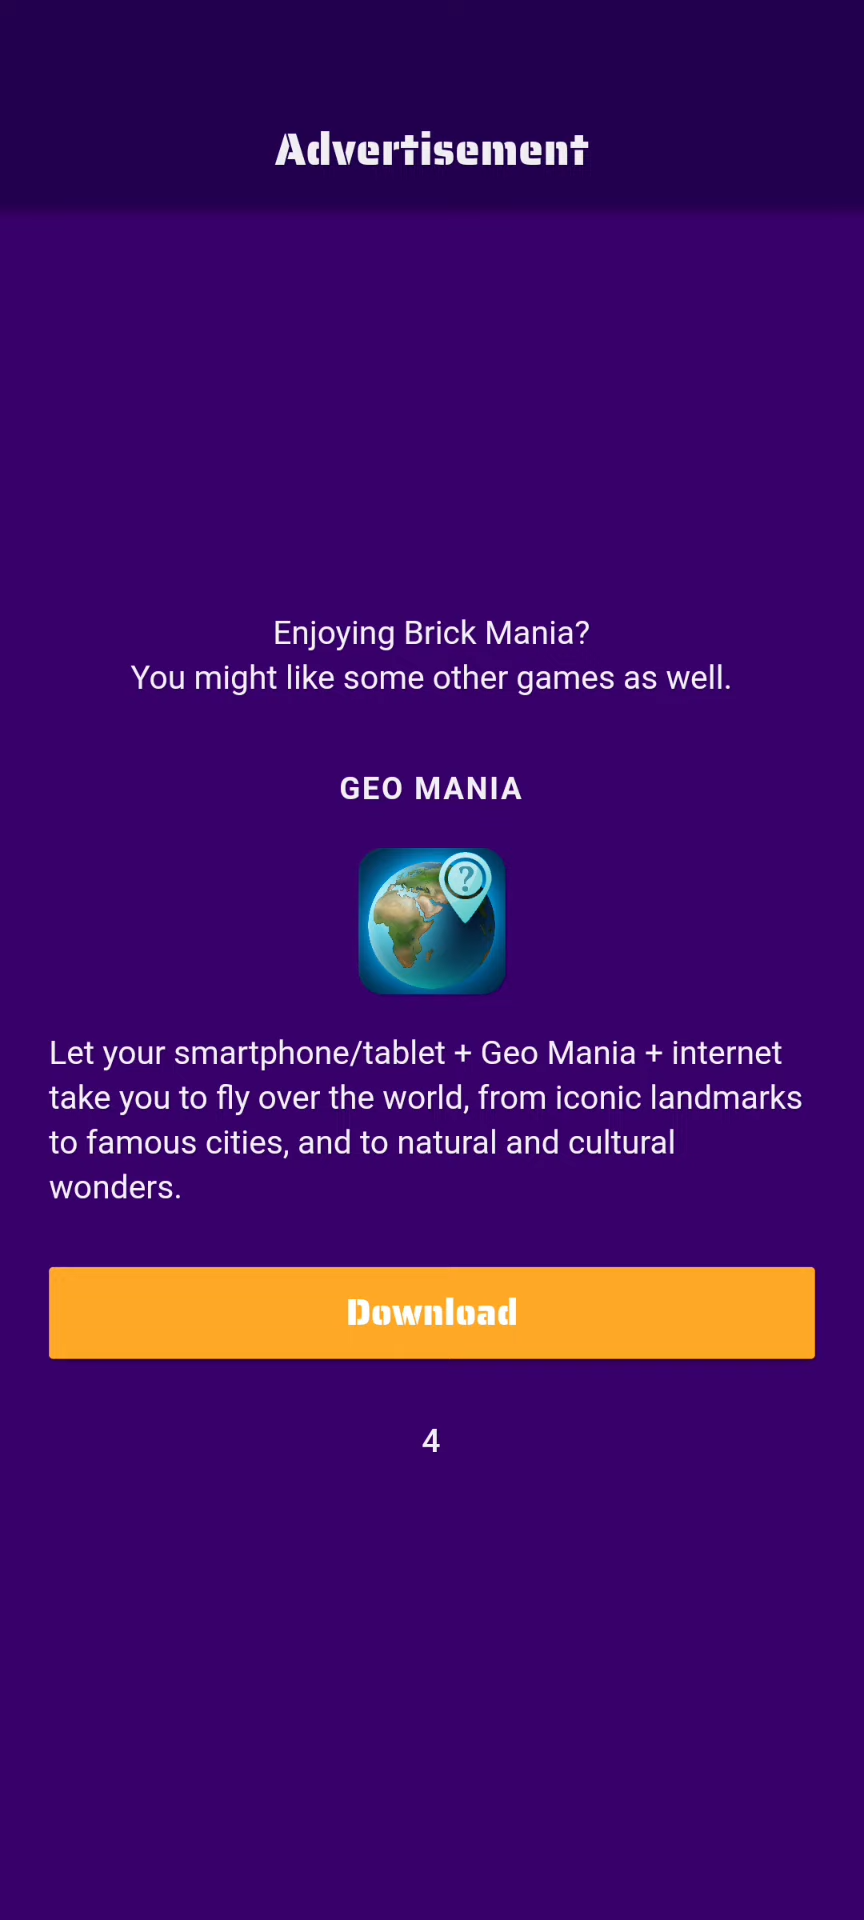 Advertisement
Enjoying Brick Mania?
You might like some other games as well.
GEO MANIA
?
Let your smartphone/tablet + Geo Mania + internet
take you to fly over the world, from iconic landmarks
to famous cities, and to natural and cultural
wonders.
Download
4